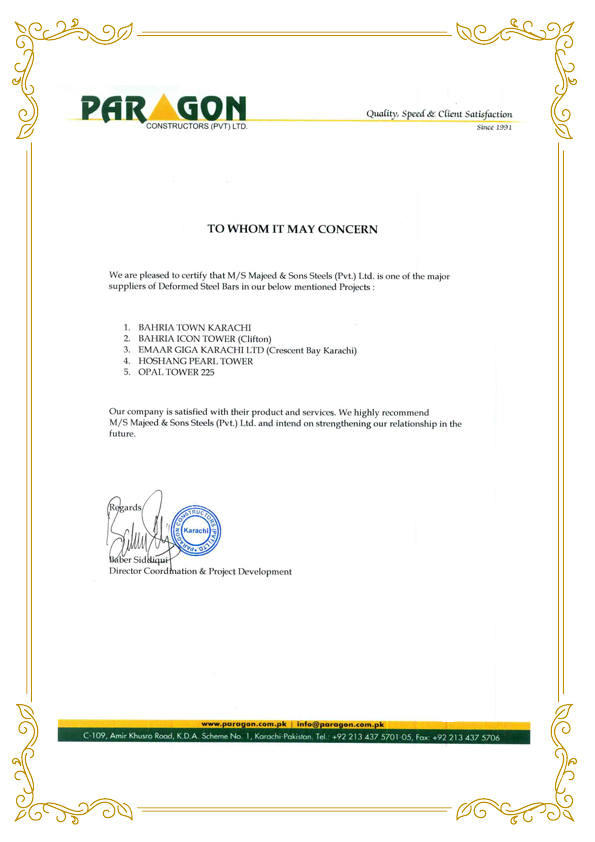 PARAGON
CONSTRUCTORS (PVT) LTD.
Quality, Speed & Client Satisfaction
Since 1991
TO WHOM IT MAY CONCERN
We are pleased to certify that M/S Majeed & Sons Steels (Pvt.) Ltd. is one of the major
suppliers of Deformed Steel Bars in our below mentioned Projects :
1. BAHRIA TOWN KARACHI
2. BAHRIA ICON TOWER (Clifton)
3. EMAAR GIGA KARACHI LTD (Crescent Bay Karachi)
4. HOSHANG PEARL TOWER
5. OPAL TOWER 225
Our company is satisfied with their product and services. We highly recommend
M/S Majeed & Sons Steels (Pvt.) Ltd. and intend on strengthening our relationship in the
future.
Regards
PARAGON CONSTRUCTORS (PVT) LTD
Karachi
Baber Siddiqui
Director Coordination & Project Development
www.paragon.com.pk | info@paragon.com.pk
C-109, Amir Khusro Road, K.D.A. Scheme No. 1, Karachi-Pakistan. Tel.: +92 213 437 5701-05, Fax: +92 213 437 5706